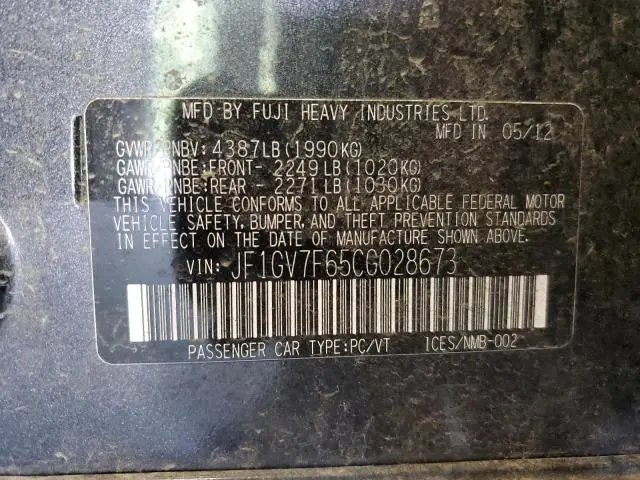 MFD BY FUJI HEAVY INDUSTRIES LTD.
MFD IN 05/12
GVWR/PNBV: 4387LB (1990KG)
GAWR/PNBE:FRONT- 2249LB (1020KG)
GAWR/PNBE:REAR - 2271LB (1030KG)
THIS VEHICLE CONFORMS TO ALL APPLICABLE FEDERAL MOTOR
VEHICLE SAFETY, BUMPER, AND THEFT PREVENTION STANDARDS
IN EFFECT ON THE DATE OF MANUFACTURE SHOWN ABOVE.
VIN: JF1GV7F65CG028673
PASSENGER CAR TYPE:PC/VT ICES/NMB-002